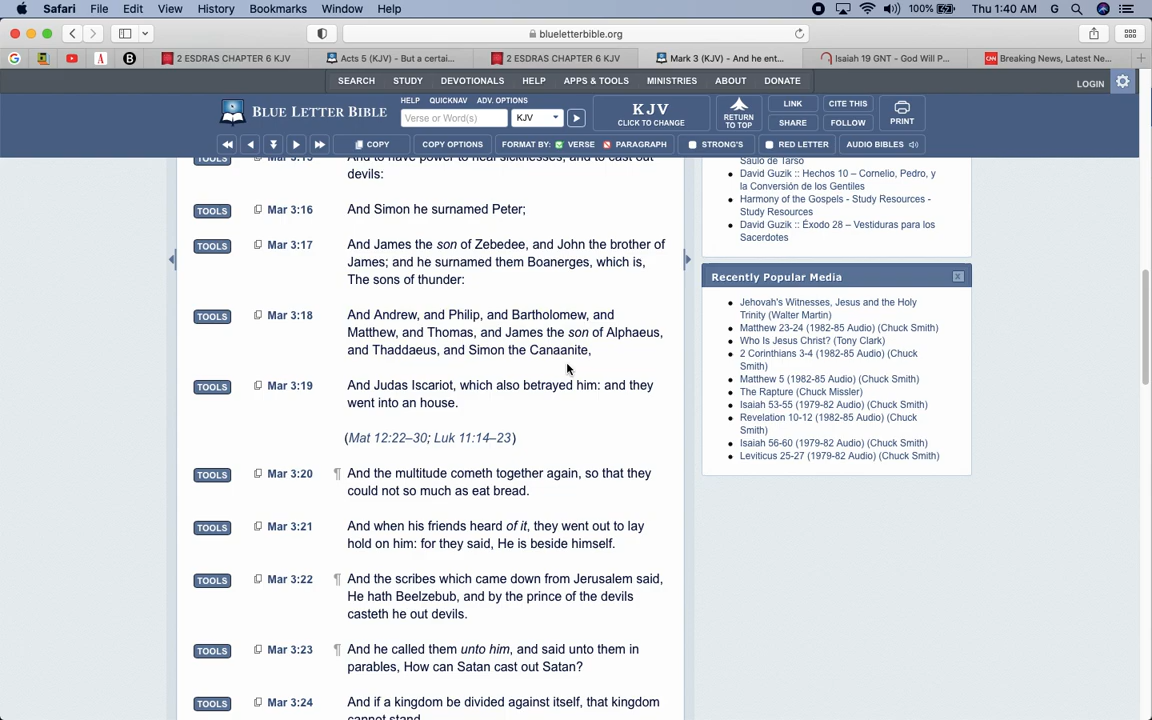 Safari File Edit View History Bookmarks Window Help 100% Thu 1:40 AM G
blueletterbible.org
2 ESDRAS CHAPTER 6 KJV Acts 5 (KJV) - But a certai... 2 ESDRAS CHAPTER 6 KJV Mark 3 (KJV) - And he ent... Isaiah 19 GNT - God Will P... CNN Breaking News, Latest Ne...
SEARCH STUDY DEVOTIONALS HELP APPS & TOOLS MINISTRIES ABOUT DONATE LOGIN
BLUE LETTER BIBLE
HELP QUICKNAV ADV. OPTIONS
Verse or Word(s) KJV
KJV
CLICK TO CHANGE
RETURN
TO TOP
LINK CITE THIS
SHARE FOLLOW
PRINT
COPY COPY OPTIONS FORMAT BY: VERSE PARAGRAPH STRONG'S RED LETTER AUDIO BIBLES
TOOLS Mar 3:15 And to have power to heal sicknesses, and to cast out
devils:
TOOLS Mar 3:16 And Simon he surnamed Peter;
TOOLS Mar 3:17 And James the son of Zebedee, and John the brother of
James; and he surnamed them Boanerges, which is,
The sons of thunder:
TOOLS Mar 3:18 And Andrew, and Philip, and Bartholomew, and
Matthew, and Thomas, and James the son of Alphaeus,
and Thaddaeus, and Simon the Canaanite,
TOOLS Mar 3:19 And Judas Iscariot, which also betrayed him: and they
went into an house.
(Mat 12:22–30; Luk 11:14–23)
TOOLS Mar 3:20 ¶ And the multitude cometh together again, so that they
could not so much as eat bread.
TOOLS Mar 3:21 And when his friends heard of it, they went out to lay
hold on him: for they said, He is beside himself.
TOOLS Mar 3:22 ¶ And the scribes which came down from Jerusalem said,
He hath Beelzebub, and by the prince of the devils
casteth he out devils.
TOOLS Mar 3:23 ¶ And he called them unto him, and said unto them in
parables, How can Satan cast out Satan?
TOOLS Mar 3:24 And if a kingdom be divided against itself, that kingdom
cannot stand.
Saulo de Tarso
David Guzik :: Hechos 10 – Cornelio, Pedro, y
la Conversión de los Gentiles
Harmony of the Gospels - Study Resources -
Study Resources
David Guzik :: Éxodo 28 – Vestiduras para los
Sacerdotes
Recently Popular Media x
Jehovah's Witnesses, Jesus and the Holy
Trinity (Walter Martin)
Matthew 23-24 (1982-85 Audio) (Chuck Smith)
Who Is Jesus Christ? (Tony Clark)
2 Corinthians 3-4 (1982-85 Audio) (Chuck
Smith)
Matthew 5 (1982-85 Audio) (Chuck Smith)
The Rapture (Chuck Missler)
Isaiah 53-55 (1979-82 Audio) (Chuck Smith)
Revelation 10-12 (1982-85 Audio) (Chuck
Smith)
Isaiah 56-60 (1979-82 Audio) (Chuck Smith)
Leviticus 25-27 (1979-82 Audio) (Chuck Smith)